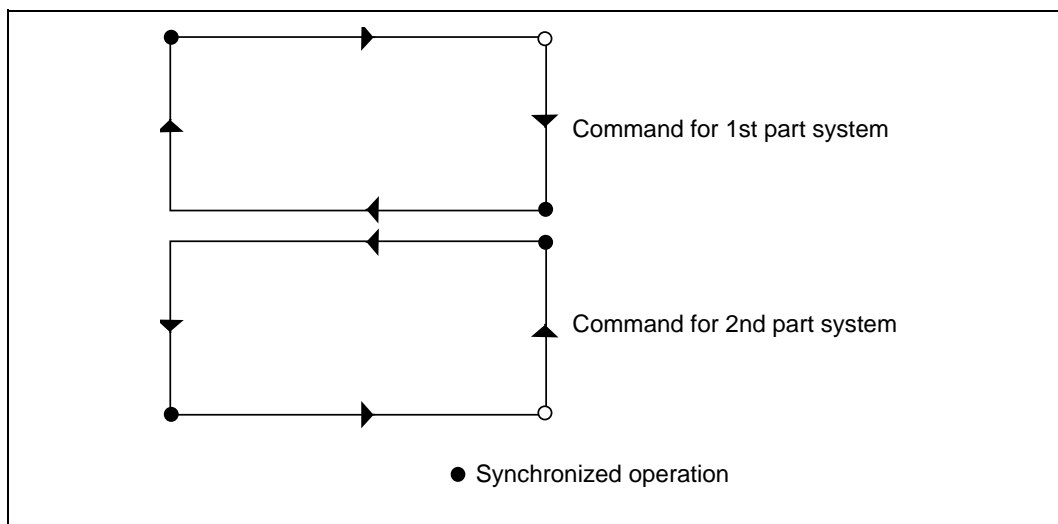 Command for 1st part system
Command for 2nd part system
Synchronized operation